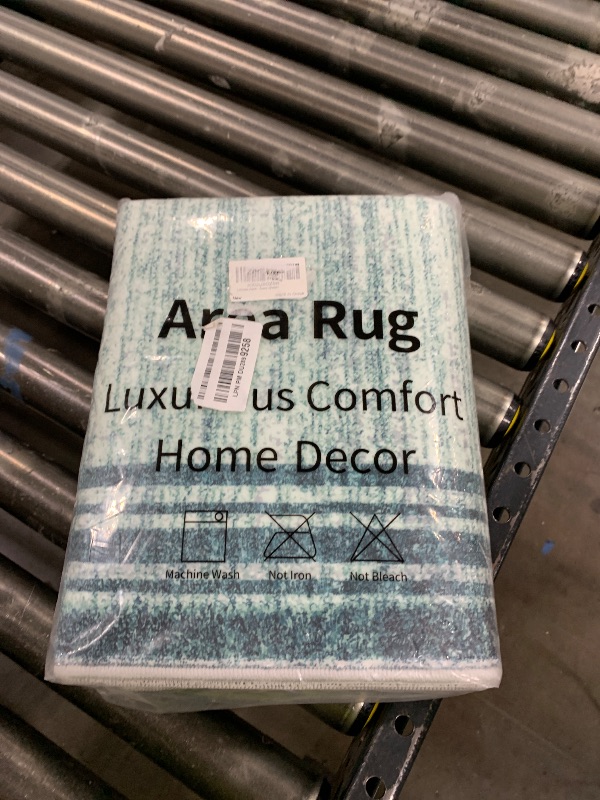 Area Rug
Luxurious Comfort
Home Decor
Machine Wash
Not Iron
Not Bleach